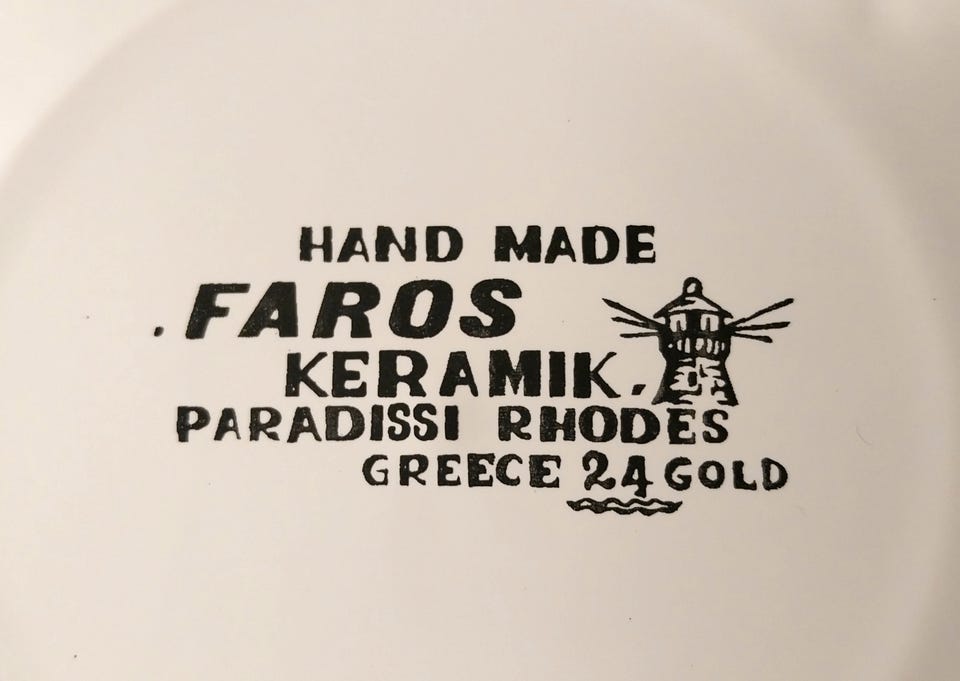 HAND MADE
.FAROS
KERAMIK.
PARADISSI RHODES
GREECE 24 GOLD